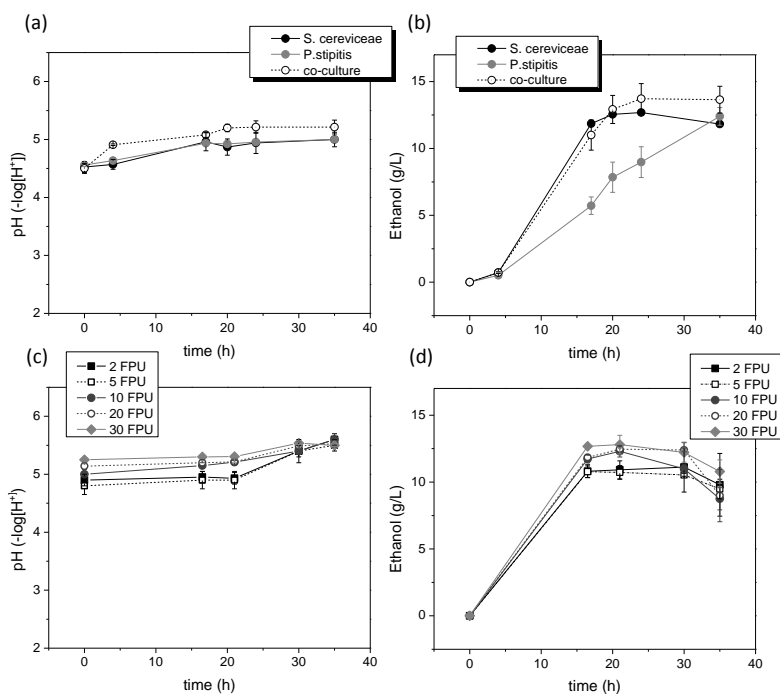 (a)
S. cereviceae
P.stipitis
co-culture
6
5
4
3
2
0
10
20
30
40
pH (-log[H⁺])
time (h)
(b)
S. cereviceae
P.stipitis
co-culture
15
10
5
0
0
10
20
30
40
Ethanol (g/L)
time (h)
(c)
2 FPU
5 FPU
10 FPU
20 FPU
30 FPU
6
5
4
3
2
0
10
20
30
40
pH (-log[H⁺])
time (h)
(d)
2 FPU
5 FPU
10 FPU
20 FPU
30 FPU
15
10
5
0
0
10
20
30
40
Ethanol (g/L)
time (h)